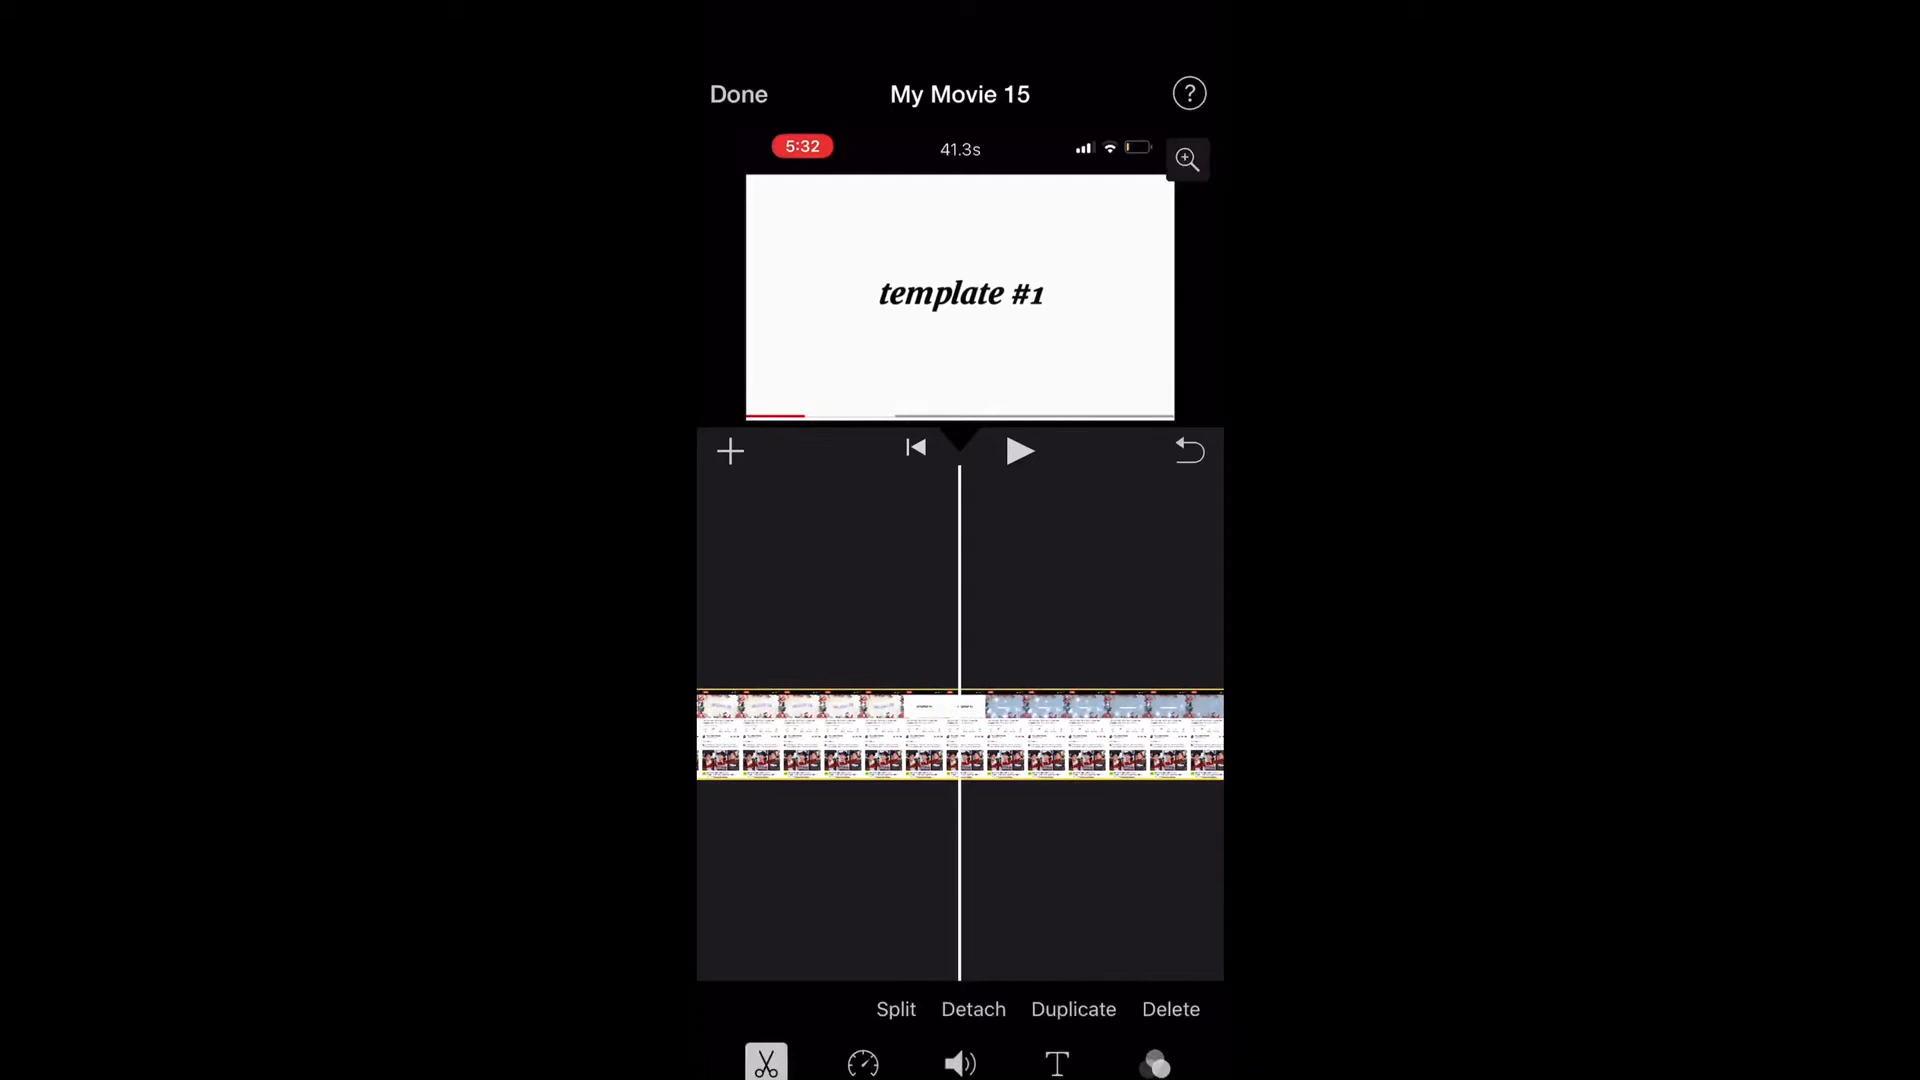 Done
My Movie 15
?
5:32
41.3s
template #1
Split
Detach
Duplicate
Delete
T